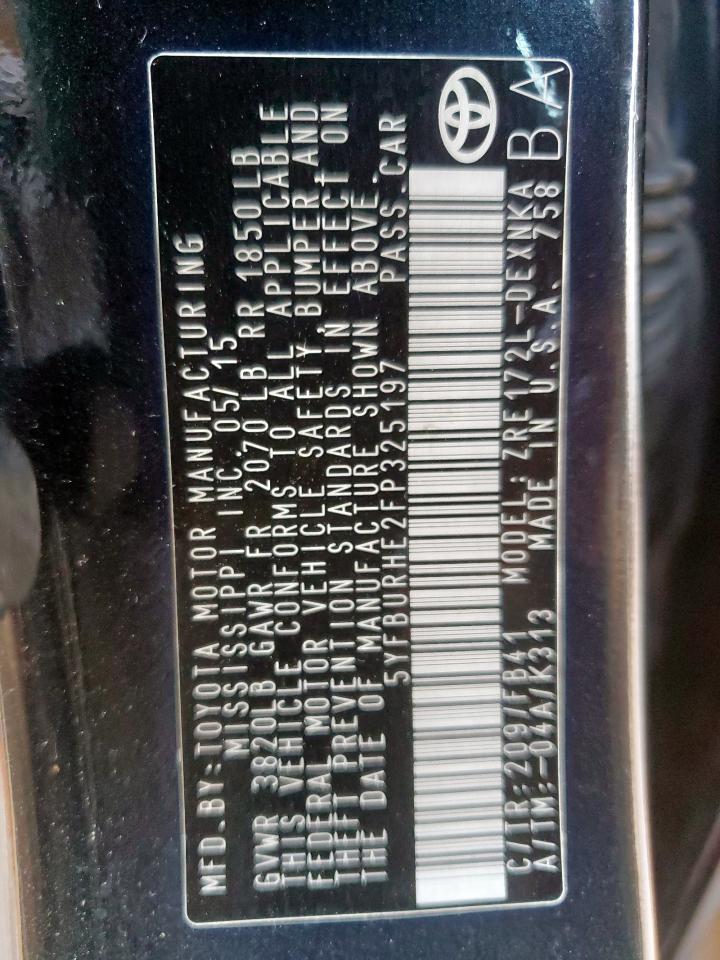 MFD.BY:TOYOTA MOTOR MANUFACTURING
MISSISSIPPI INC. 05/15
GVWR 3820LB GAWR FR 2070 LB RR 1850LB
THIS VEHICLE CONFORMS TO ALL APPLICABLE
FEDERAL MOTOR VEHICLE SAFETY, BUMPER AND
THEFT PREVENTION STANDARDS IN EFFECT ON
THE DATE OF MANUFACTURE SHOWN ABOVE.
5YFBURHE2FP325197 PASS.CAR
C/TR:209/FB41 MODEL: ZRE172L-DEXNKA
A/TM:-04A/K313 MADE IN U.S.A. 758
BA